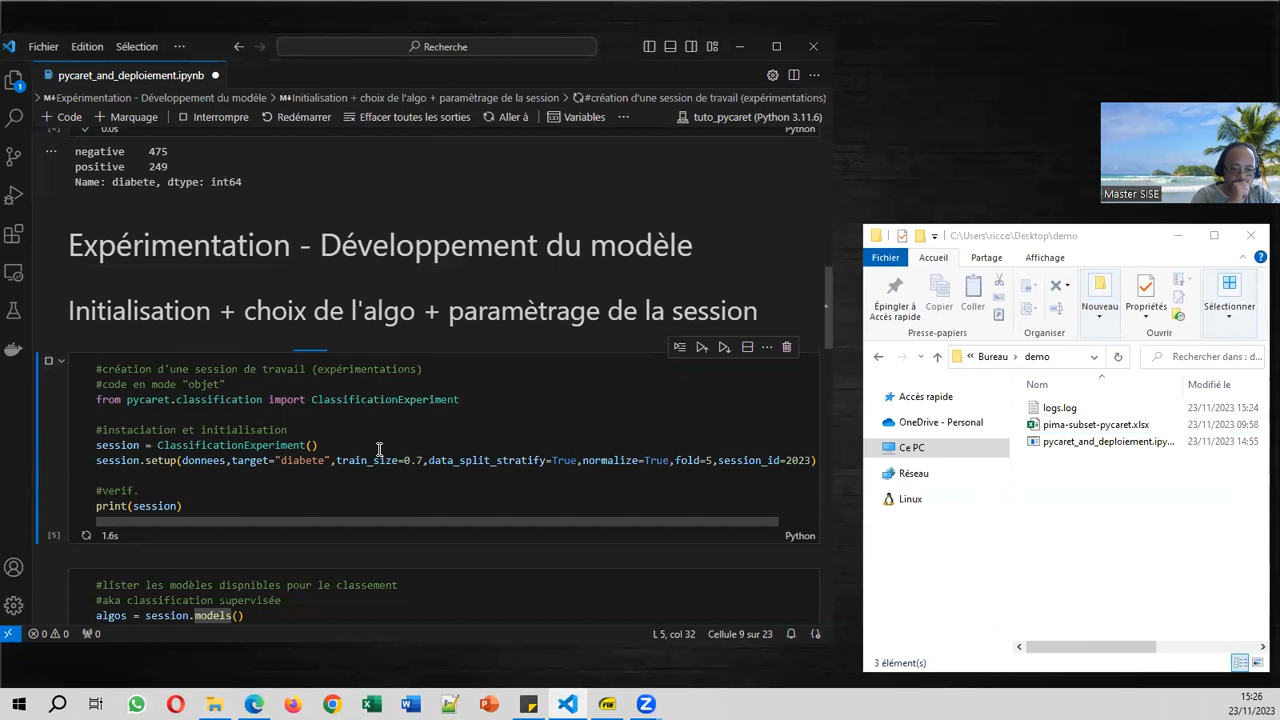 Fichier Edition Sélection ··· Recherche
pycaret_and_deploiement.ipynb
Expérimentation - Développement du modèle > Initialisation + choix de l'algo + paramètrage de la session > #création d'une session de travail (expérimentations)
+ Code + Marquage Interrompre Redémarrer Effacer toutes les sorties Aller à Variables ··· tuto_pycaret (Python 3.11.6)
0.0s Python
negative 475
positive 249
Name: diabete, dtype: int64
Expérimentation - Développement du modèle
Initialisation + choix de l'algo + paramètrage de la session
#création d'une session de travail (expérimentations)
#code en mode "objet"
from pycaret.classification import ClassificationExperiment
#instaciation et initialisation
session = ClassificationExperiment()
session.setup(donnees,target="diabete",train_size=0.7,data_split_stratify=True,normalize=True,fold=5,session_id=2023)
#verif.
print(session)
[5] 1.6s Python
#lister les modèles dispnibles pour le classement
#aka classification supervisée
algos = session.models()
0 0 0 L 5, col 32 Cellule 9 sur 23
Master SISE
C:\Users\ricco\Desktop\demo
Fichier Accueil Partage Affichage
Épingler à Accès rapide
Copier
Coller
Nouveau
Propriétés
Sélectionner
Presse-papiers Organiser Ouvrir
« Bureau > demo Rechercher dans : d...
Nom Modifié le
Accès rapide
OneDrive - Personal
Ce PC
Réseau
Linux
logs.log 23/11/2023 15:24
pima-subset-pycaret.xlsx 23/11/2023 09:58
pycaret_and_deploiement.ipy... 23/11/2023 14:55
3 élément(s)
15:26
23/11/2023